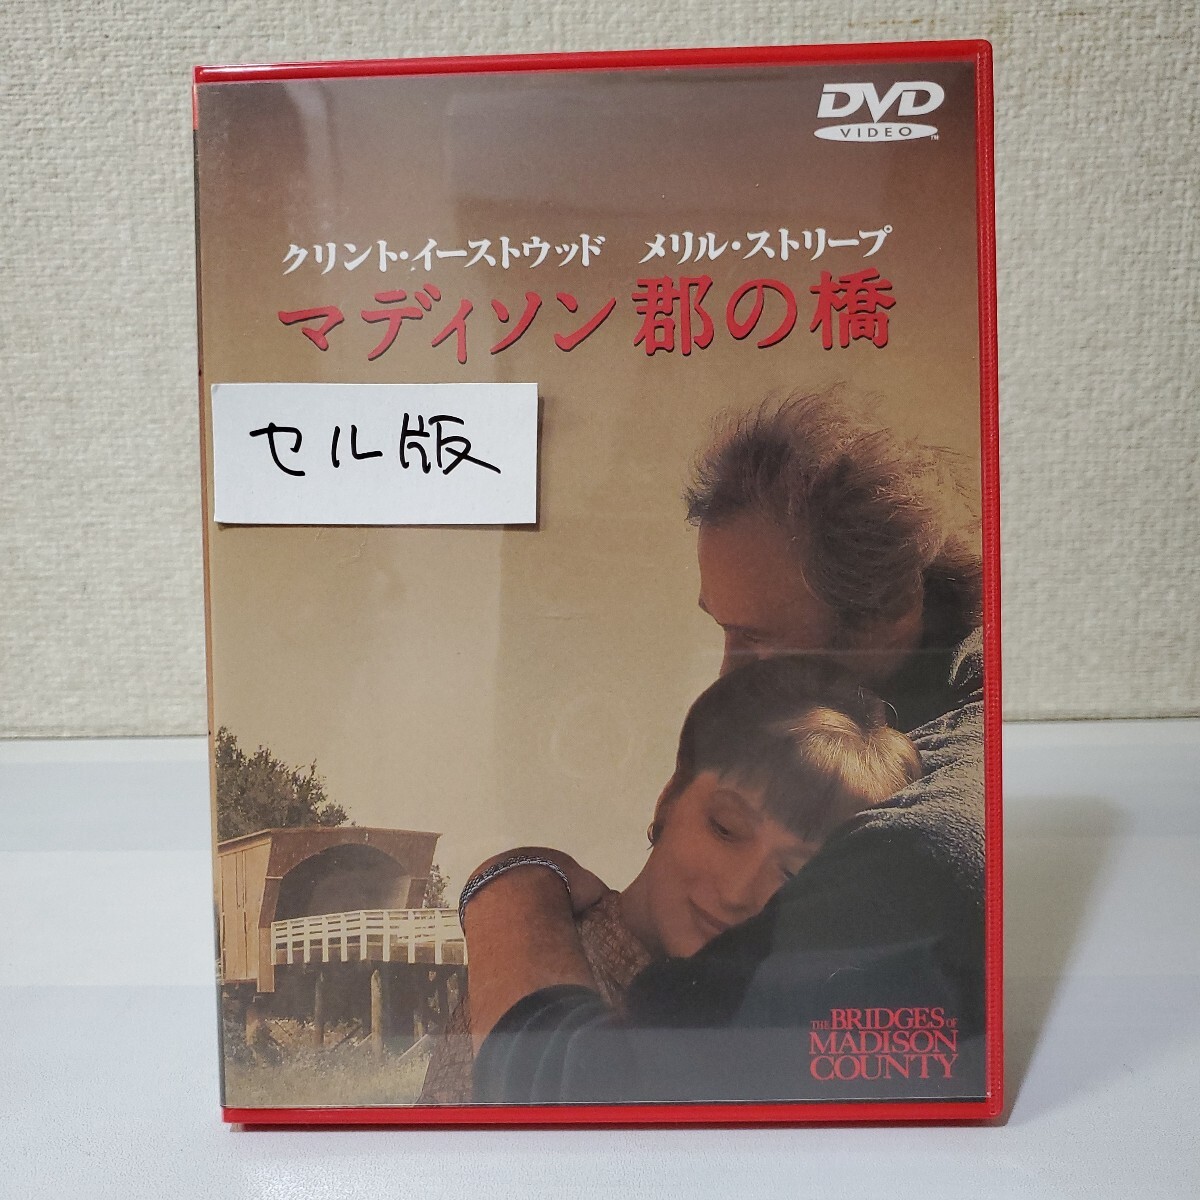 DVD
VIDEO™
クリント・イーストウッド メリル・ストリープ
マディソン郡の橋
セル版
THE BRIDGES OF
MADISON
COUNTY